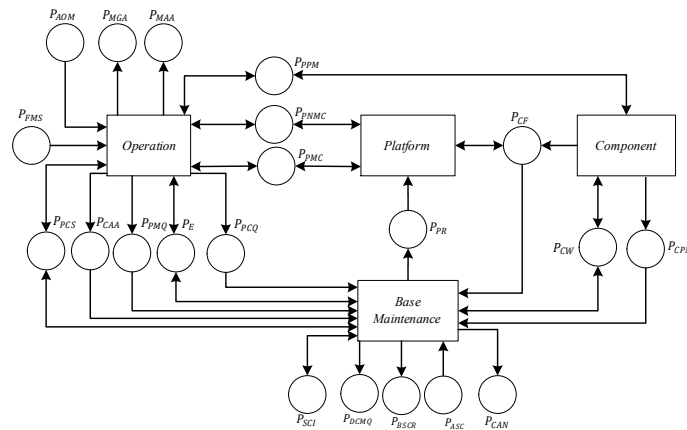 P_AOM P_MGA P_MAA
P_PPM
P_FMS
P_PNMC
P_CF
Operation
Platform
Component
P_PMC
P_PCS P_CAA P_PMQ P_E P_PCQ
P_PR
P_CW
Base
Maintenance
P_SCI P_DCMQ P_BSCR P_ASC P_CAN